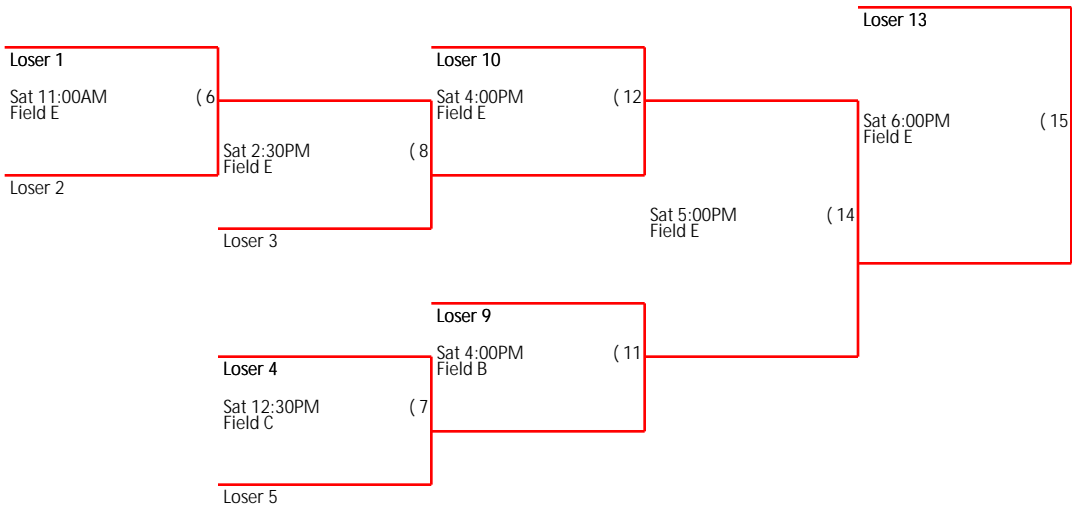 Loser 13
Loser 1
Loser 10
Sat 11:00AM
Field E
( 6
Sat 4:00PM
Field E
( 12
Sat 6:00PM
Field E
( 15
Sat 2:30PM
Field E
( 8
Loser 2
Loser 3
Sat 5:00PM
Field E
( 14
Loser 9
Sat 4:00PM
Field B
( 11
Loser 4
Sat 12:30PM
Field C
( 7
Loser 5